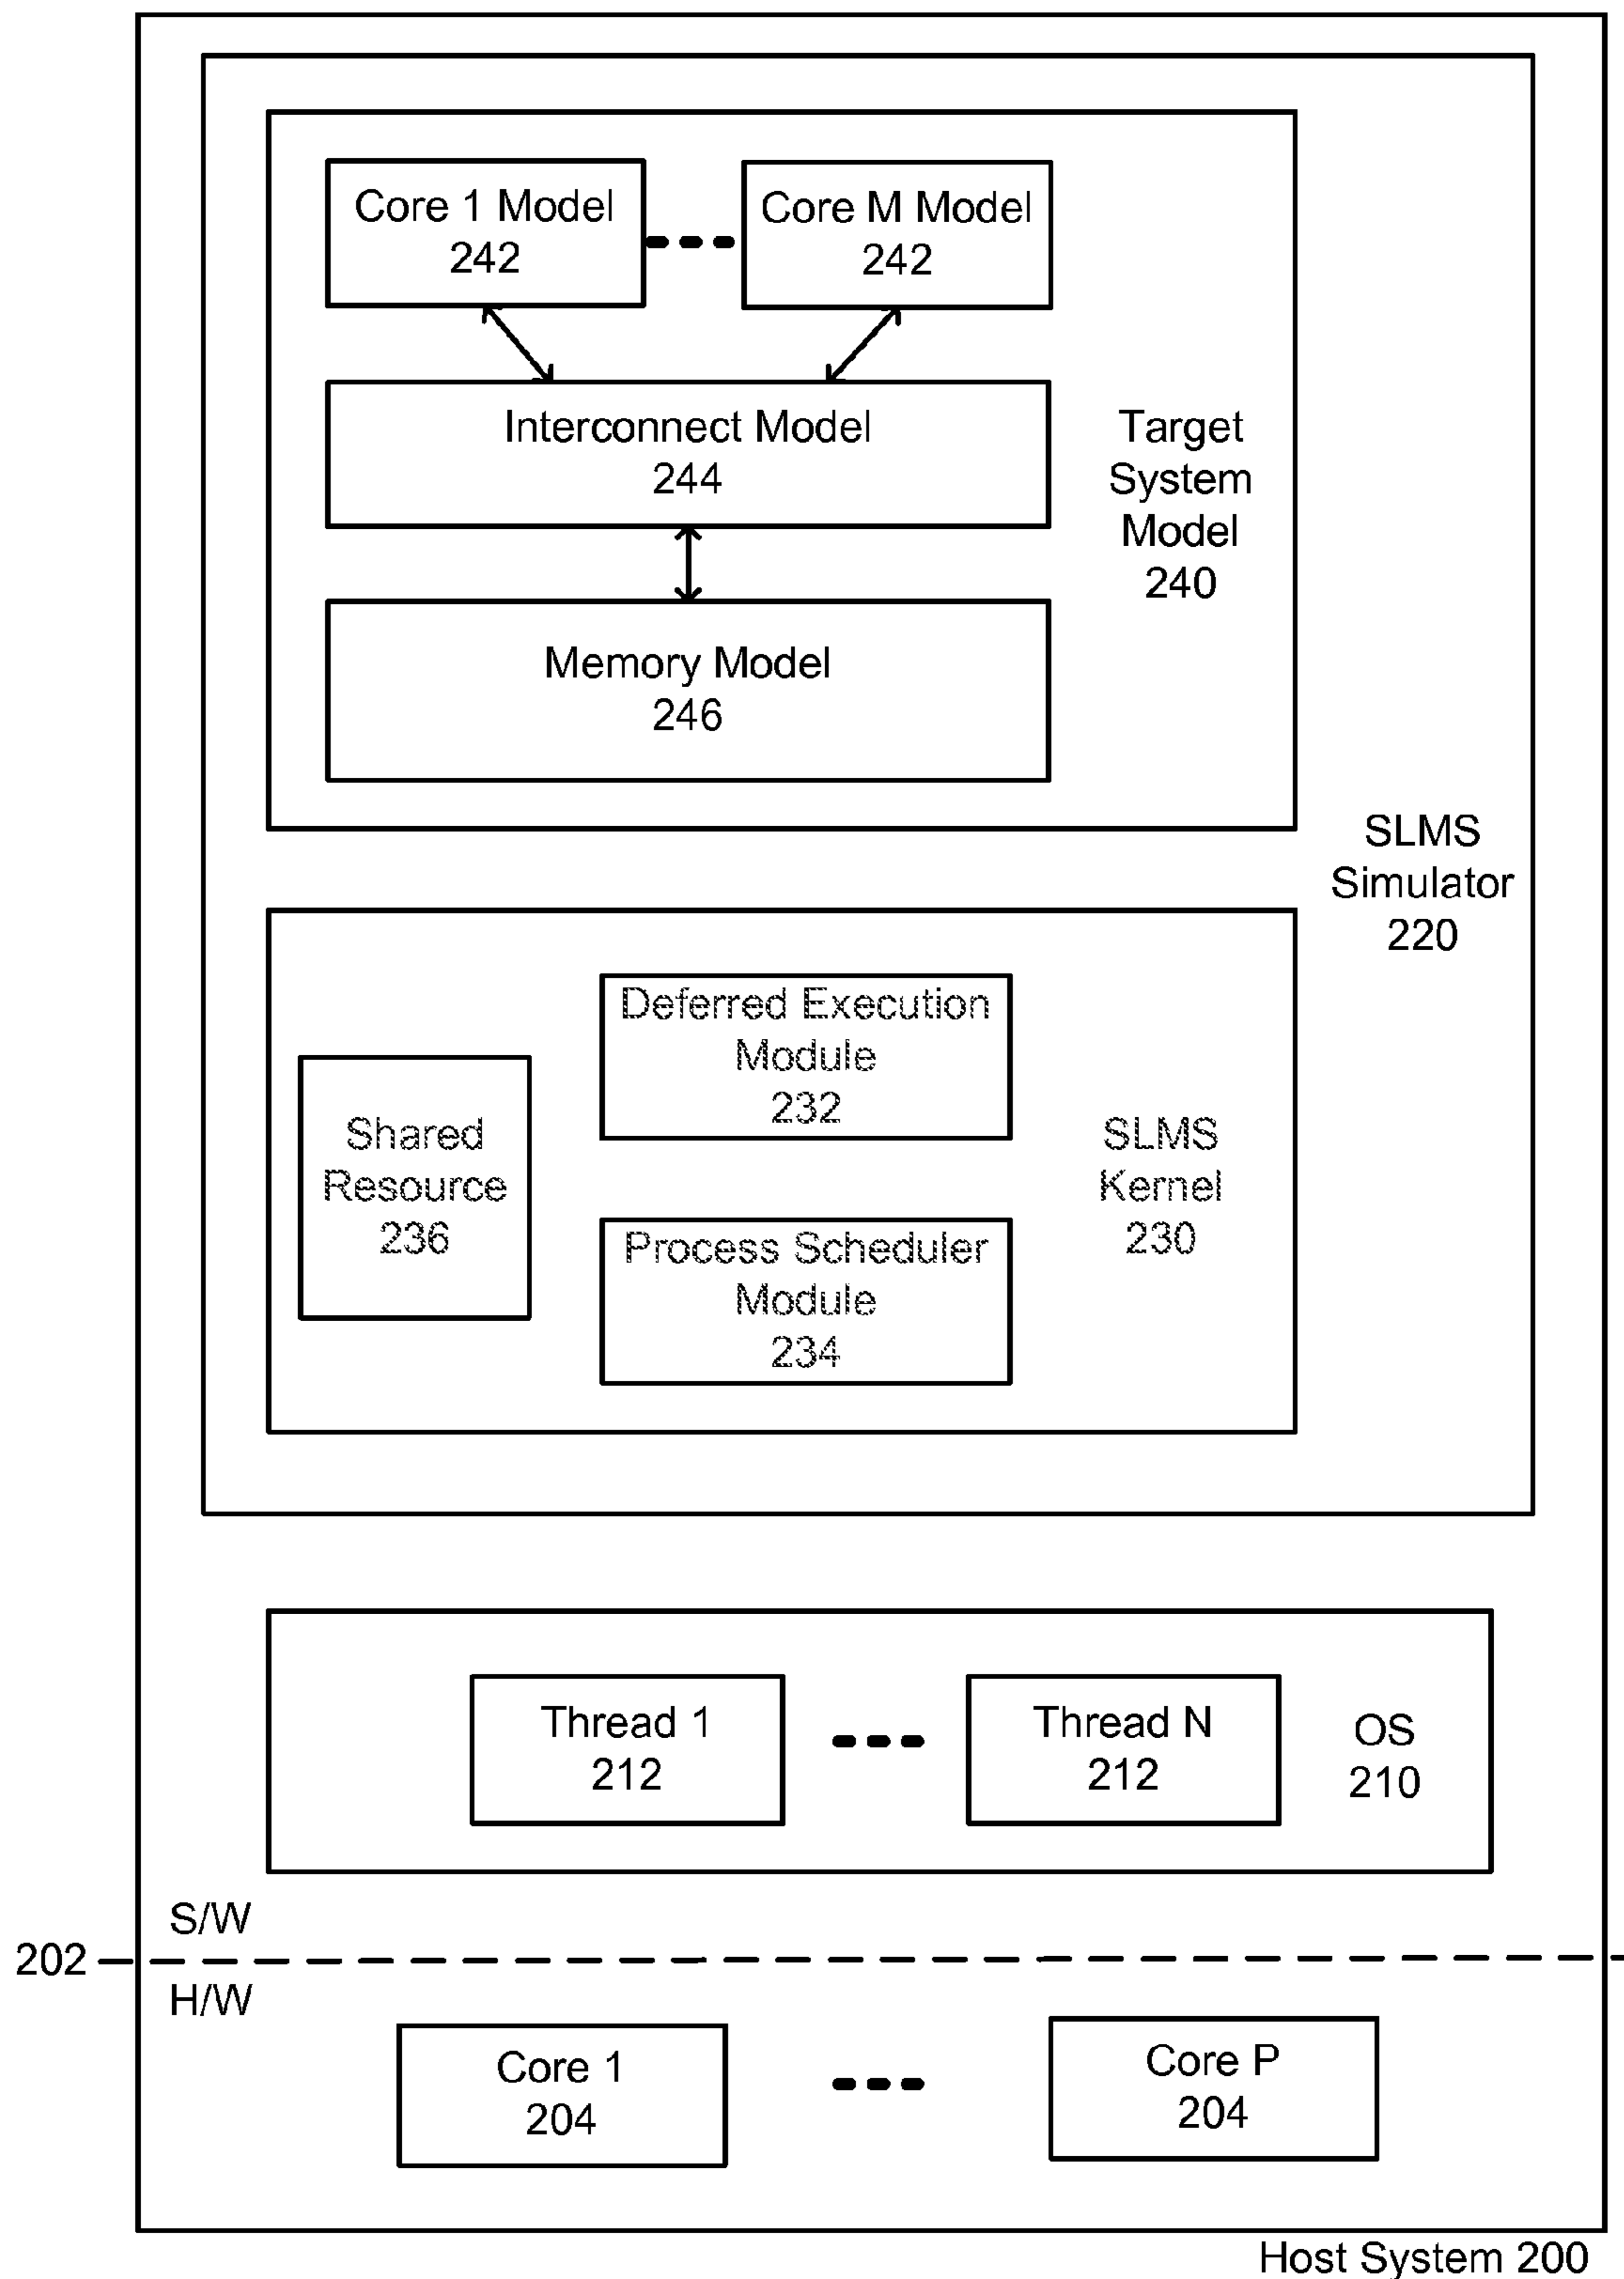 Core 1 Model
242
Core M Model
242
Interconnect Model
244
Target
System
Model
240
Memory Model
246
SLMS
Simulator
220
Deferred Execution
Module
232
Shared
Resource
236
SLMS
Kernel
230
Process Scheduler
Module
234
Thread 1
212
Thread N
212
OS
210
S/W
202
H/W
Core 1
204
Core P
204
Host System 200